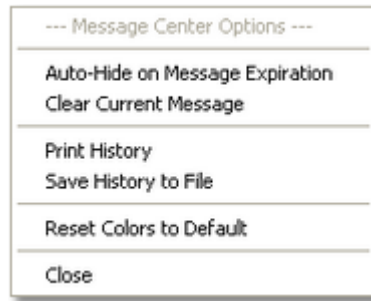 --- Message Center Options ---
Auto-Hide on Message Expiration
Clear Current Message
Print History
Save History to File
Reset Colors to Default
Close